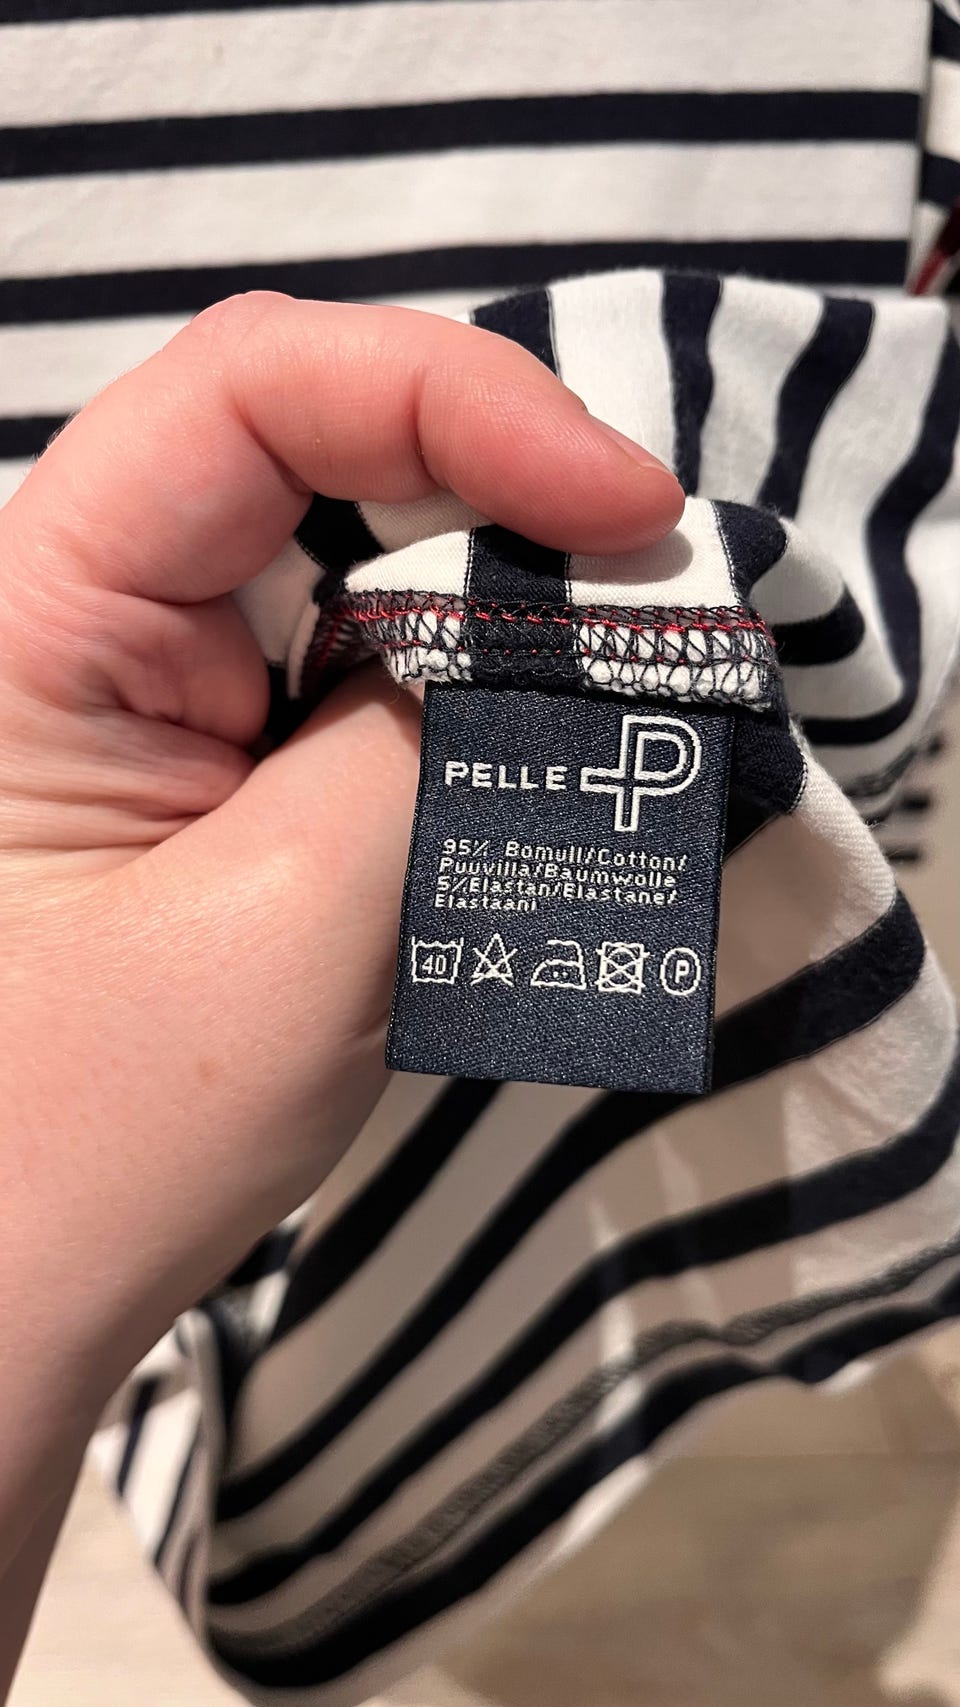 PELLE P
95% Bomull/Cotton/
Puuvilla/Baumwolle
5%Elastan/Elastane/
Elastaani
40 P